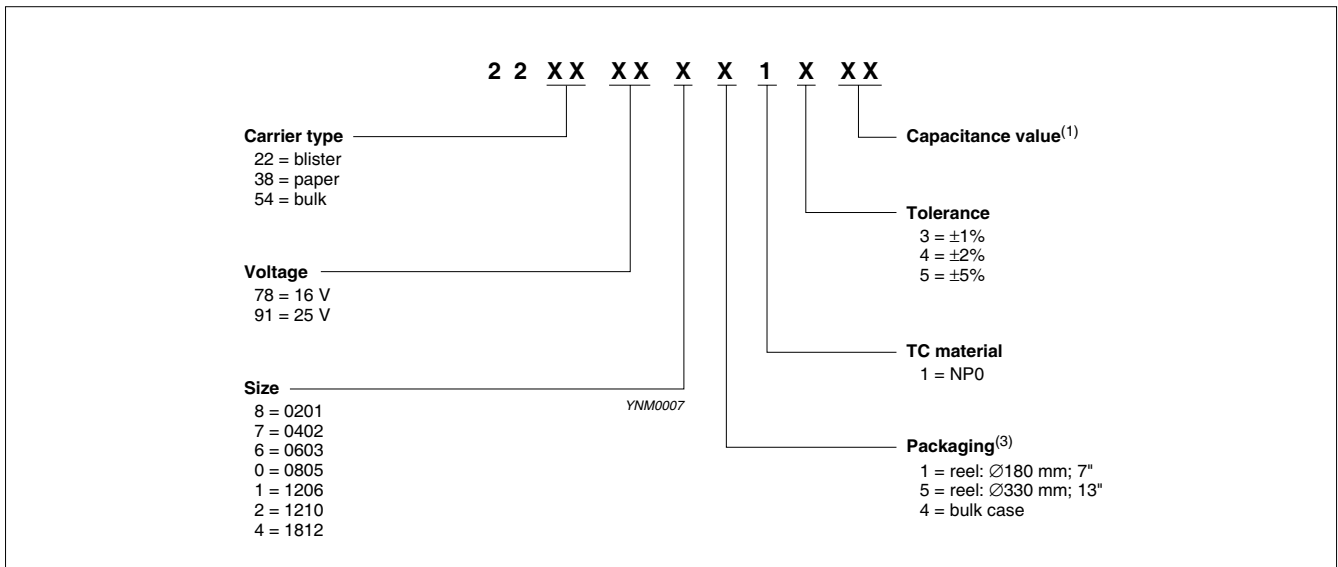 2 2 XX XX X X 1 X XX
Carrier type
22 = blister
38 = paper
54 = bulk
Voltage
78 = 16 V
91 = 25 V
Size
8 = 0201
7 = 0402
6 = 0603
0 = 0805
1 = 1206
2 = 1210
4 = 1812
YNM0007
Capacitance value(1)
Tolerance
3 = ±1%
4 = ±2%
5 = ±5%
TC material
1 = NP0
Packaging(3)
1 = reel: ∅180 mm; 7"
5 = reel: ∅330 mm; 13"
4 = bulk case